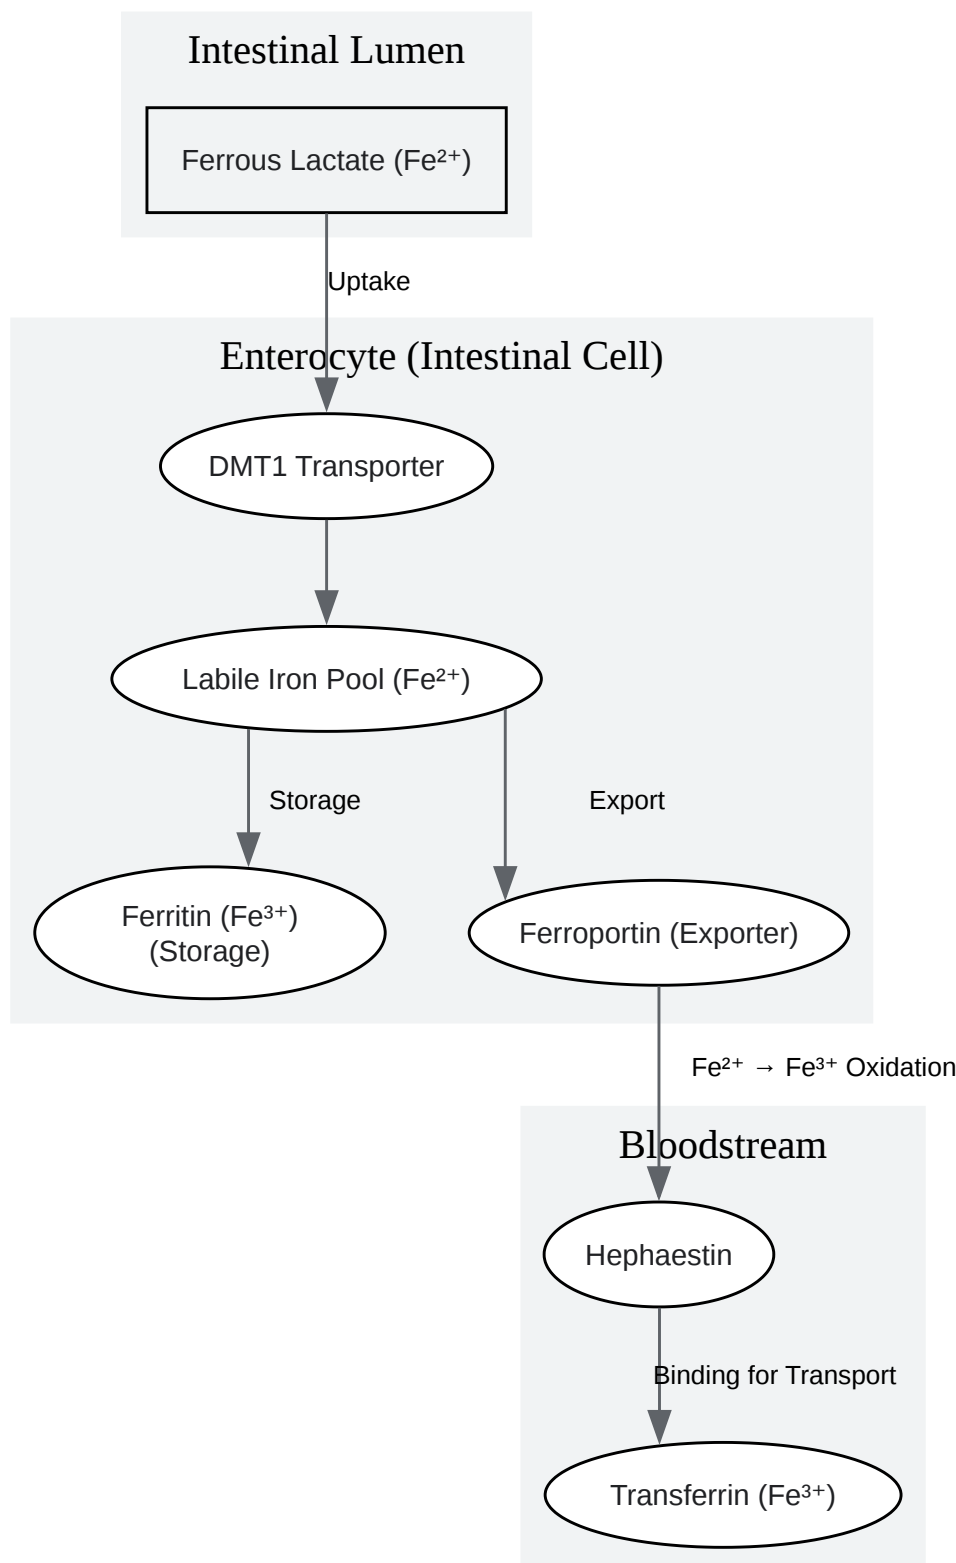 Intestinal Lumen
Ferrous Lactate (Fe²⁺)
Uptake
Enterocyte (Intestinal Cell)
DMT1 Transporter
Labile Iron Pool (Fe²⁺)
Storage
Export
Ferritin (Fe³⁺)
(Storage)
Ferroportin (Exporter)
Fe²⁺ → Fe³⁺ Oxidation
Bloodstream
Hephaestin
Binding for Transport
Transferrin (Fe³⁺)